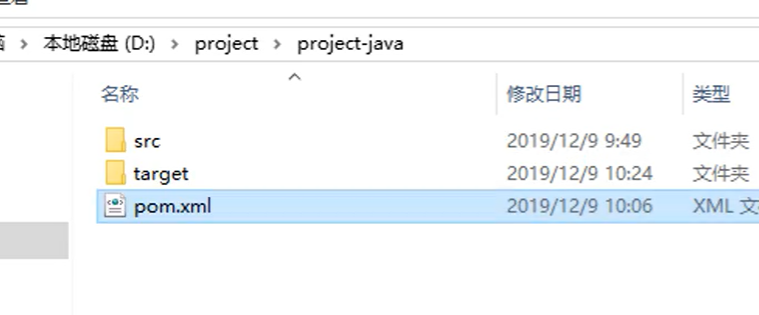 本地磁盘 (D:) > project > project-java
名称 修改日期 类型
src 2019/12/9 9:49 文件夹
target 2019/12/9 10:24 文件夹
pom.xml 2019/12/9 10:06 XML 文